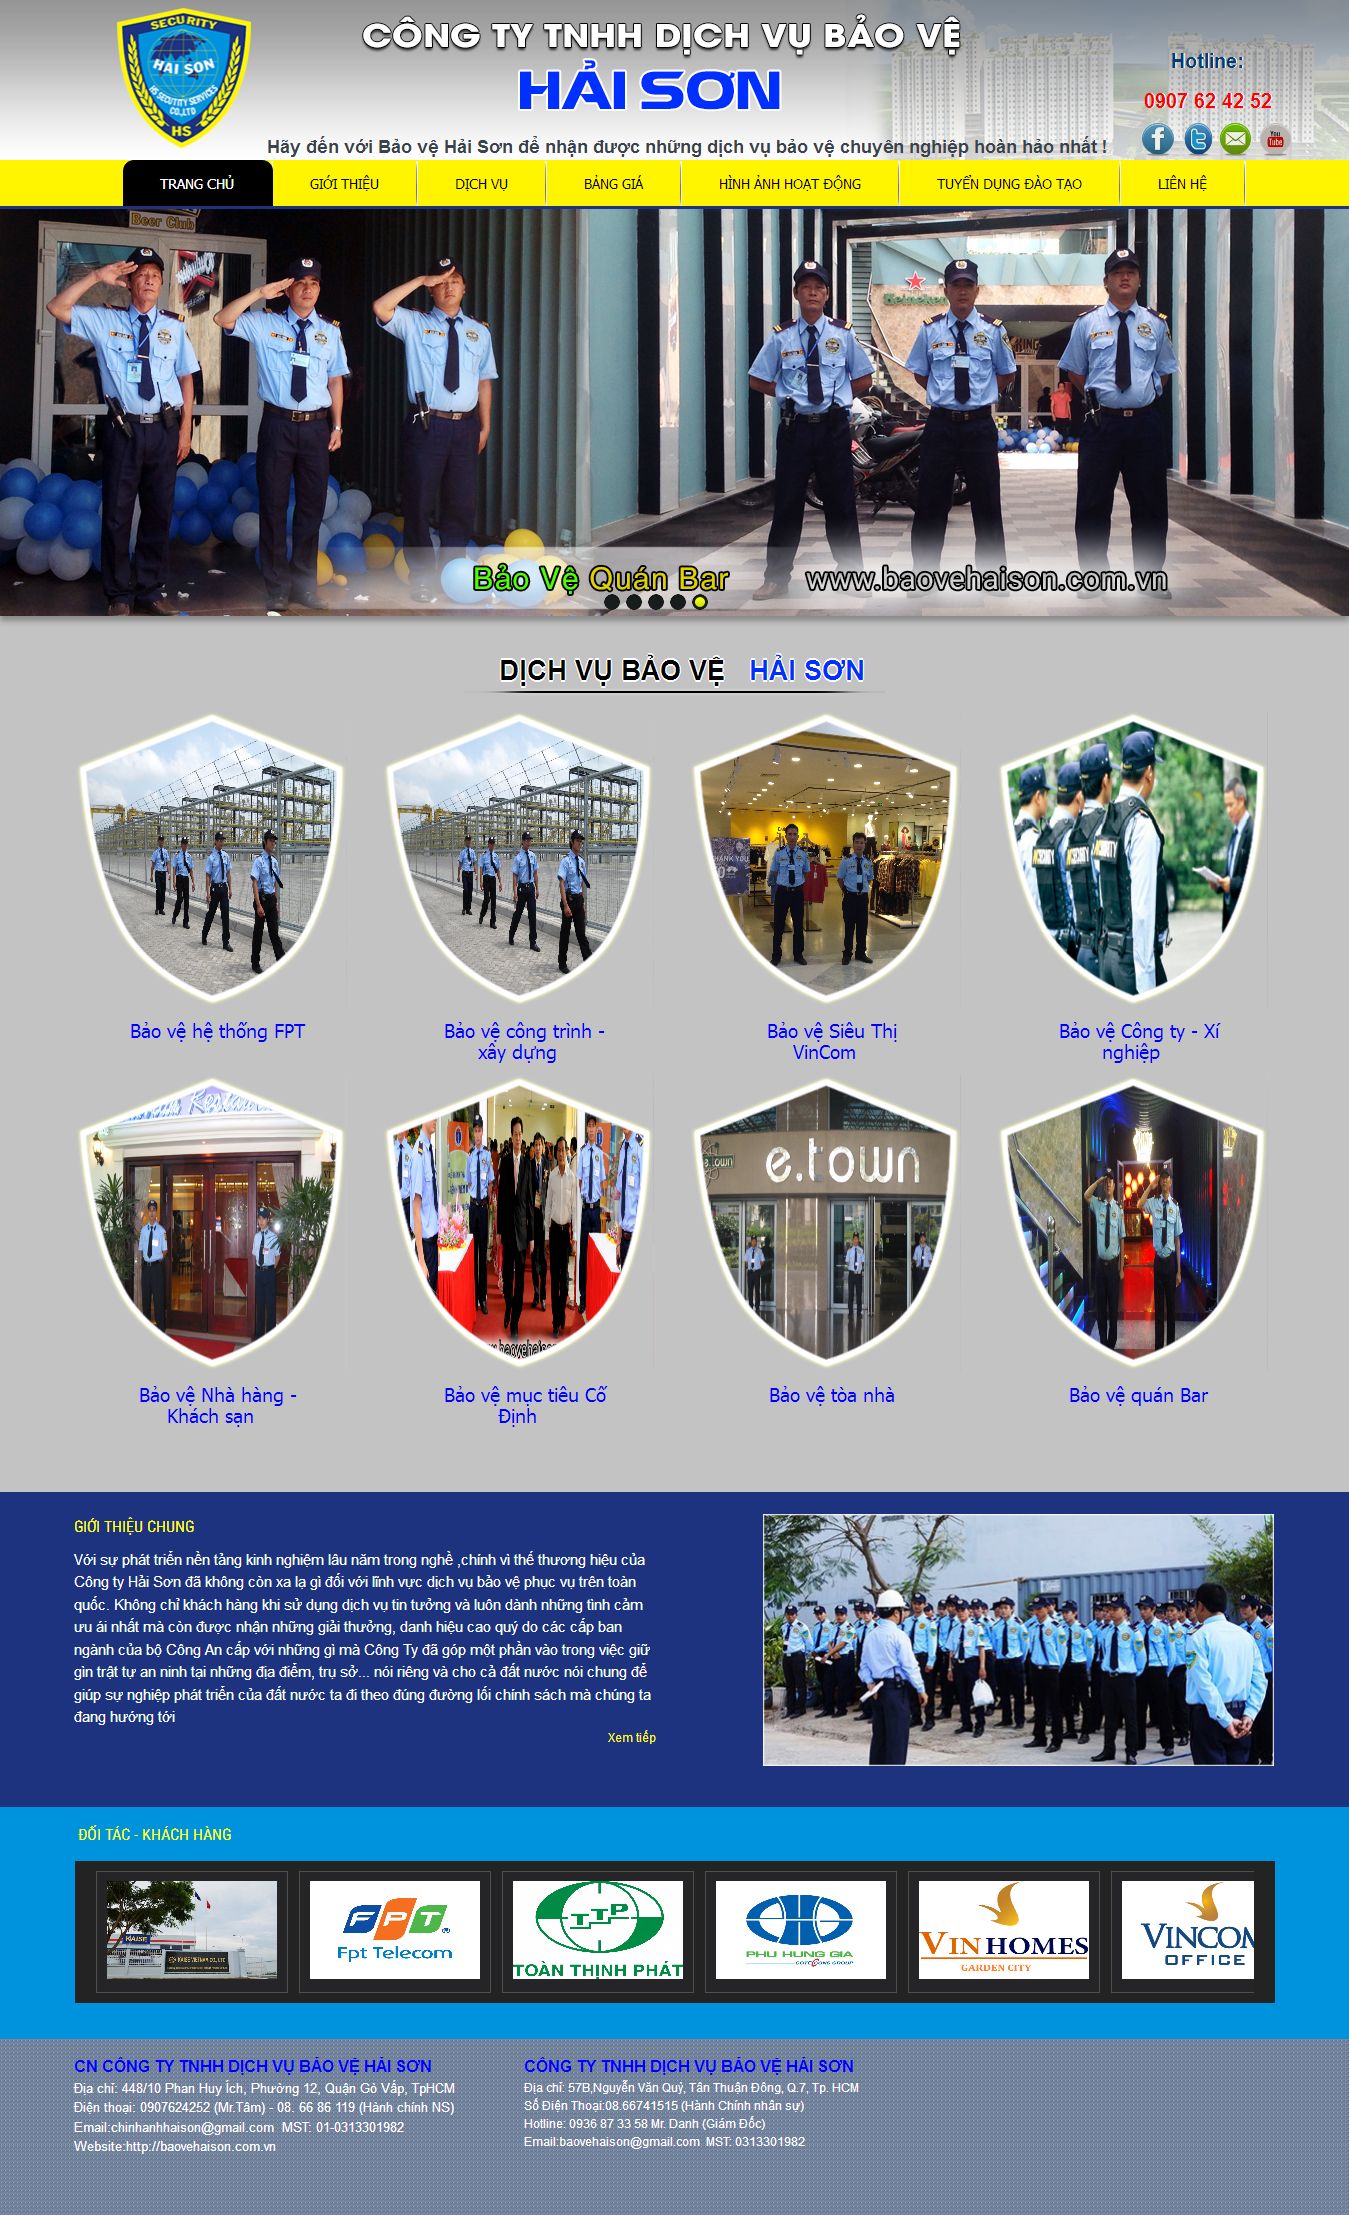 SECURITY
HAI SON
HS SECUTITY SERVICES
CO.,LTD
HS
CÔNG TY TNHH DỊCH VỤ BẢO VỆ
HẢI SƠN
Hotline:
0907 62 42 52
Hãy đến với Bảo vệ Hải Sơn để nhận được những dịch vụ bảo vệ chuyên nghiệp hoàn hảo nhất !
You
Tube
TRANG CHỦ
GIỚI THIỆU
DỊCH VỤ
BẢNG GIÁ
HÌNH ẢNH HOẠT ĐỘNG
TUYỂN DỤNG ĐÀO TẠO
LIÊN HỆ
Beer Club
Heineken
KING
Bảo Vệ Quán Bar
www.baovehaison.com.vn
DỊCH VỤ BẢO VỆ HẢI SƠN
THANK YOU
SECURITY
Bảo vệ hệ thống FPT
Bảo vệ công trình -
xây dựng
Bảo vệ Siêu Thị
VinCom
Bảo vệ Công ty - Xí
nghiệp
e.town
e.town
Bảo vệ Nhà hàng -
Khách sạn
Bảo vệ mục tiêu Cố
Định
Bảo vệ tòa nhà
Bảo vệ quán Bar
GIỚI THIỆU CHUNG
Với sự phát triển nền tảng kinh nghiệm lâu năm trong nghề ,chính vì thế thương hiệu của
Công ty Hải Sơn đã không còn xa lạ gì đối với lĩnh vực dịch vụ bảo vệ phục vụ trên toàn
quốc. Không chỉ khách hàng khi sử dụng dịch vụ tin tưởng và luôn dành những tình cảm
ưu ái nhất mà còn được nhận những giải thưởng, danh hiệu cao quý do các cấp ban
ngành của bộ Công An cấp với những gì mà Công Ty đã góp một phần vào trong việc giữ
gìn trật tự an ninh tại những địa điểm, trụ sở... nói riêng và cho cả đất nước nói chung để
giúp sự nghiệp phát triển của đất nước ta đi theo đúng đường lối chính sách mà chúng ta
đang hướng tới
Xem tiếp
ĐỐI TÁC - KHÁCH HÀNG
KAISE
FPT
Fpt Telecom
TTP
TOÀN THỊNH PHÁT
PHU HUNG GIA
COTECCONS GROUP
VINHOMES
GARDEN CITY
VINCOM
OFFICE
CN CÔNG TY TNHH DỊCH VỤ BẢO VỆ HẢI SƠN
Địa chỉ: 448/10 Phan Huy Ích, Phường 12, Quận Gò Vấp, TpHCM
Điện thoại: 0907624252 (Mr.Tâm) - 08. 66 86 119 (Hành chính NS)
Email:chinhanhhaison@gmail.com MST: 01-0313301982
Website:http://baovehaison.com.vn
CÔNG TY TNHH DỊCH VỤ BẢO VỆ HẢI SƠN
Địa chỉ: 57B,Nguyễn Văn Quỷ, Tân Thuận Đông, Q.7, Tp. HCM
Số Điện Thoại:08.66741515 (Hành Chính nhân sự)
Hotline: 0936 87 33 58 Mr. Danh (Giám Đốc)
Email:baovehaison@gmail.com MST: 0313301982